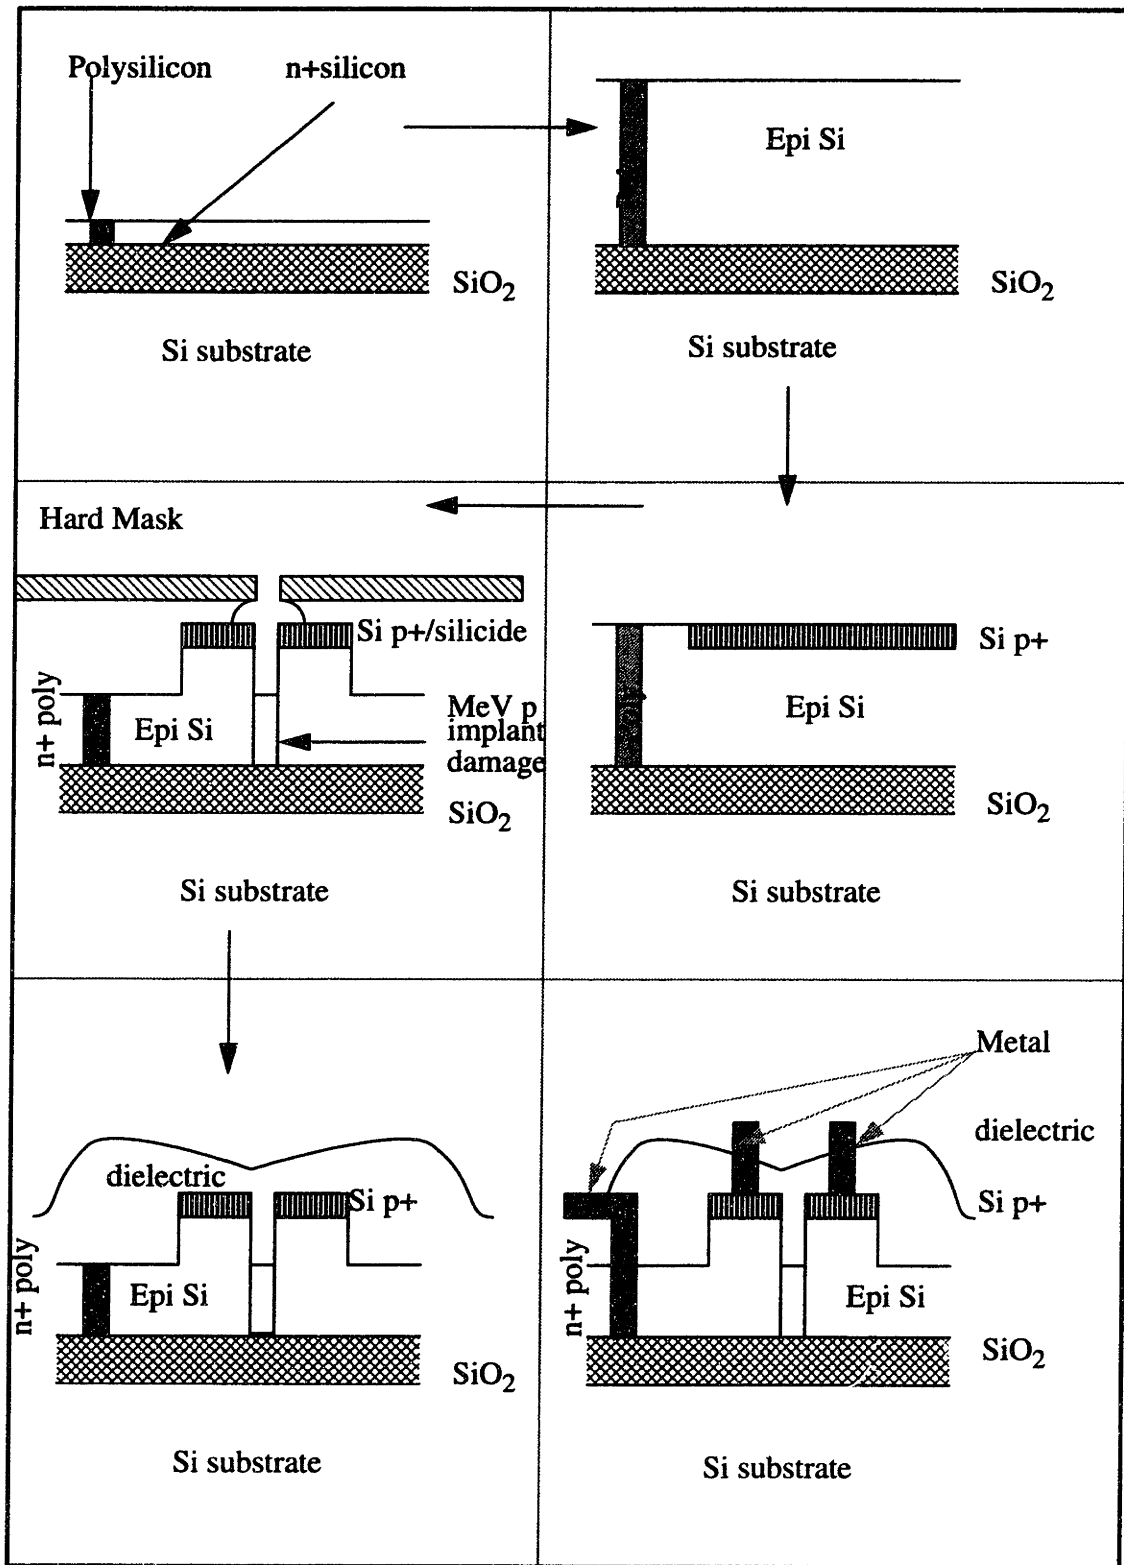 Polysilicon
n+silicon
SiO2
Si substrate
Epi Si
SiO2
Si substrate
Hard Mask
Si p+/silicide
n+ poly
Epi Si
MeV p
implant
damage
SiO2
Si substrate
Si p+
Epi Si
SiO2
Si substrate
dielectric
Si p+
n+ poly
Epi Si
SiO2
Si substrate
Metal
dielectric
Si p+
n+ poly
Epi Si
SiO2
Si substrate